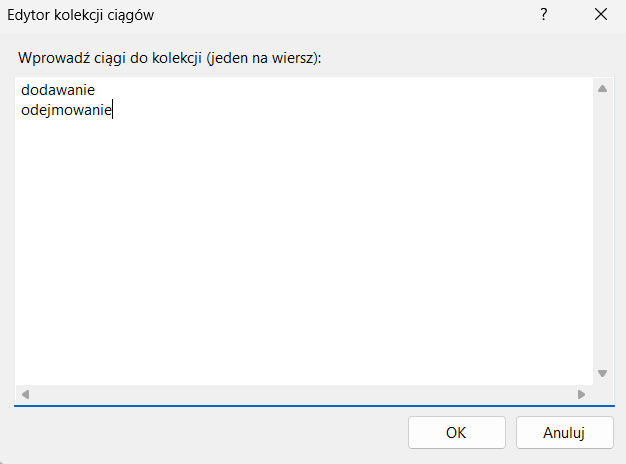 Edytor kolekcji ciągów
?
Wprowadź ciągi do kolekcji (jeden na wiersz):
dodawanie
odejmowanie
OK
Anuluj